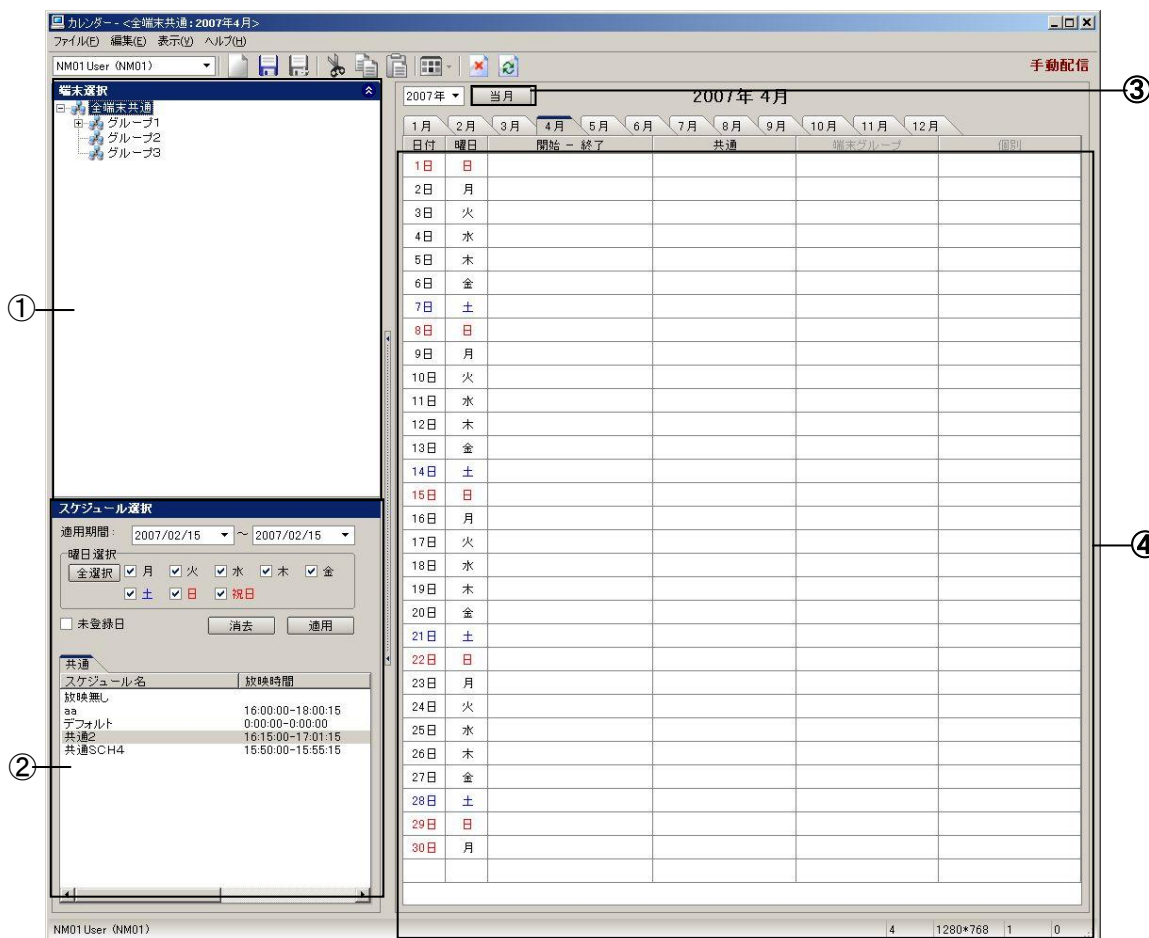 カレンダー - <全端末共通:2007年4月>
ファイル(F) 編集(E) 表示(V) ヘルプ(H)
NM01 User (NM01)
手動配信
端末選択
全端末共通
グループ1
グループ2
グループ3
①
スケジュール選択
適用期間: 2007/02/15 ~ 2007/02/15
曜日選択
全選択 月 火 水 木 金
土 日 祝日
未登録日 消去 適用
共通
スケジュール名 放映時間
放映無し
aa 16:00:00-18:00:15
デフォルト 0:00:00-0:00:00
共通2 16:15:00-17:01:15
共通SCH4 15:50:00-15:55:15
②
2007年 当月 2007年 4月
③
1月 2月 3月 4月 5月 6月 7月 8月 9月 10月 11月 12月
日付 曜日 開始 - 終了 共通 端末グループ 個別
1日 日
2日 月
3日 火
4日 水
5日 木
6日 金
7日 土
8日 日
9日 月
10日 火
11日 水
12日 木
13日 金
14日 土
15日 日
16日 月
17日 火
18日 水
19日 木
20日 金
21日 土
22日 日
23日 月
24日 火
25日 水
26日 木
27日 金
28日 土
29日 日
30日 月
④
NM01 User (NM01) 4 1280*768 1 0